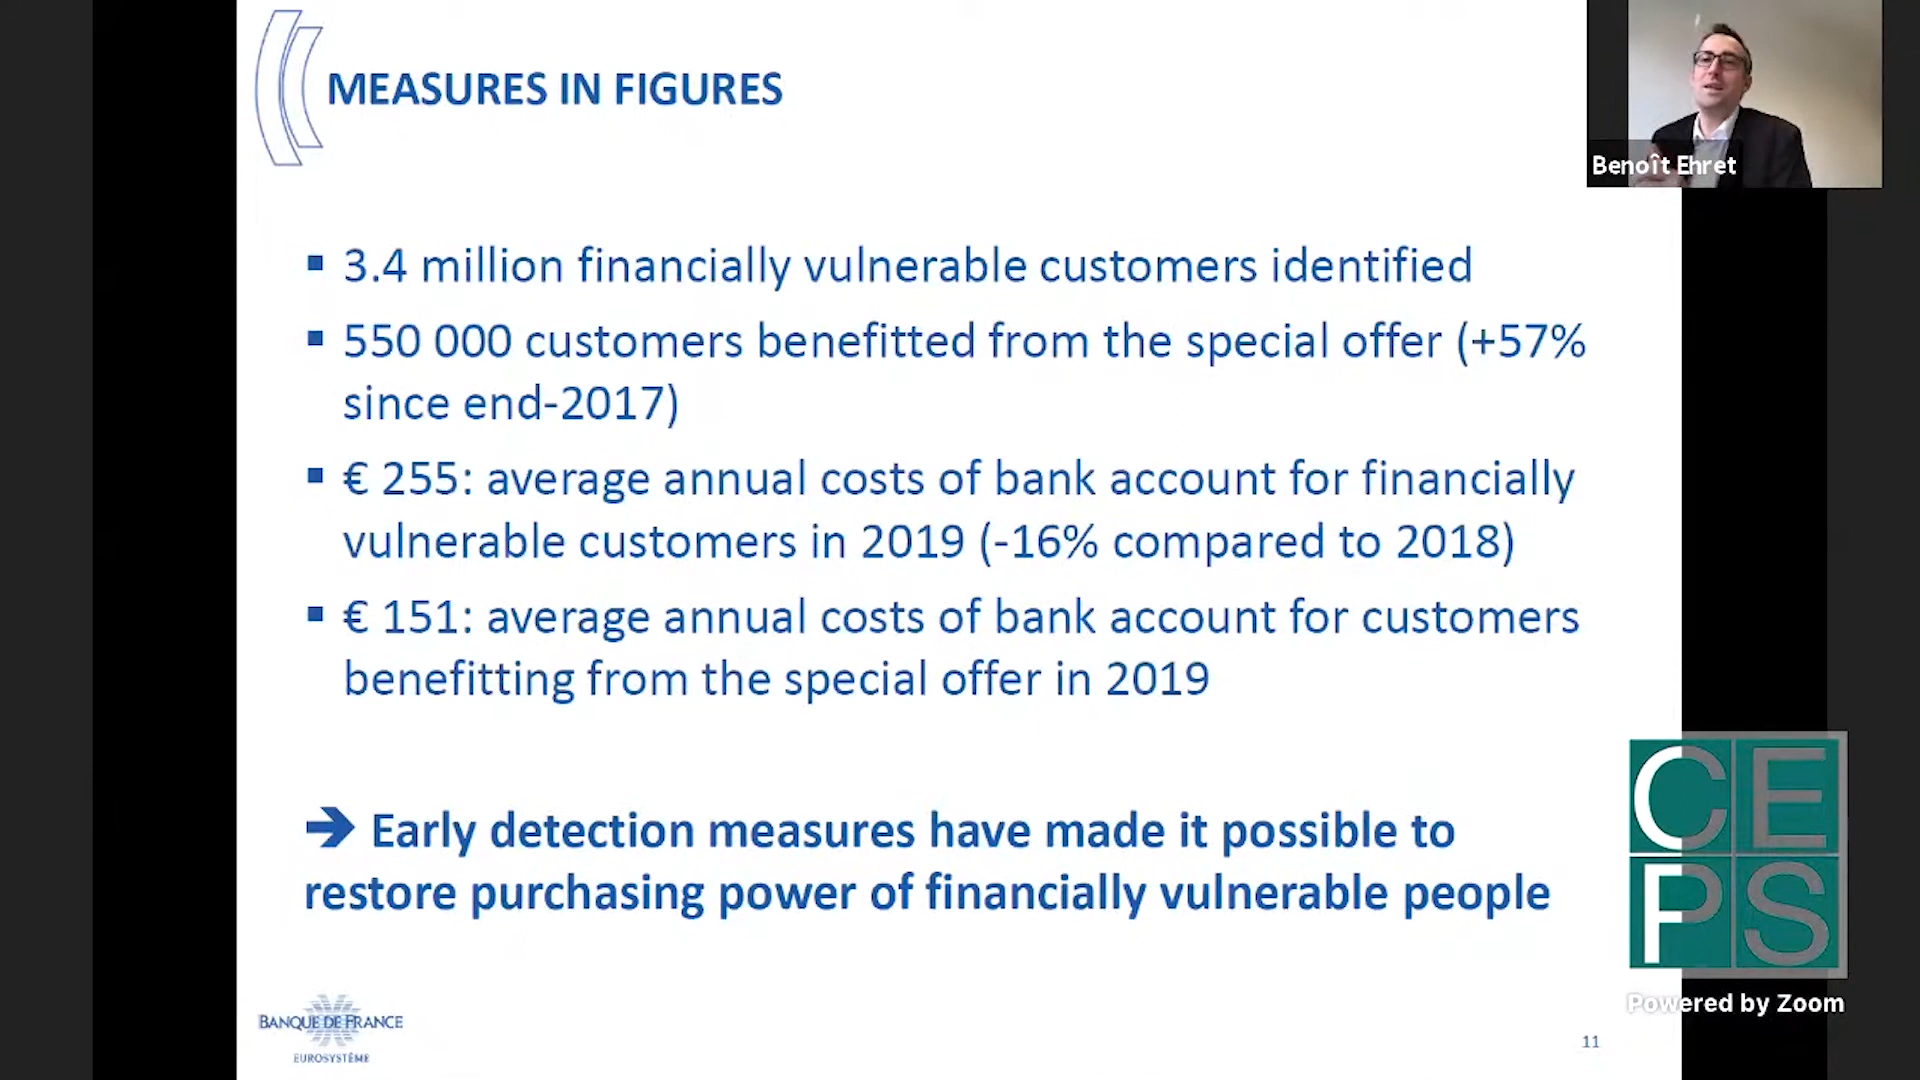 MEASURES IN FIGURES
Benoît Ehret
▪ 3.4 million financially vulnerable customers identified
▪ 550 000 customers benefitted from the special offer (+57%
since end-2017)
▪ € 255: average annual costs of bank account for financially
vulnerable customers in 2019 (-16% compared to 2018)
▪ € 151: average annual costs of bank account for customers
benefitting from the special offer in 2019
➔ Early detection measures have made it possible to
restore purchasing power of financially vulnerable people
CE
PS
Powered by Zoom
BANQUE DE FRANCE
EUROSYSTÈME
11